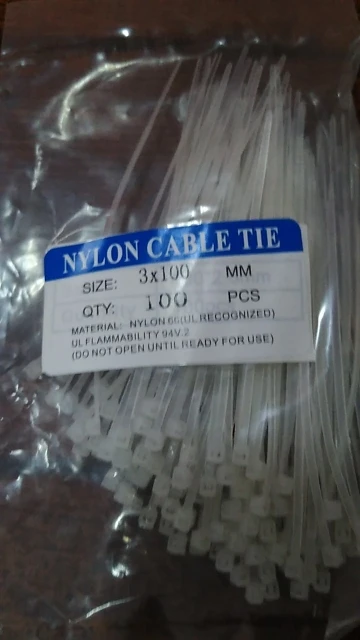 NYLON CABLE TIE
SIZE: 3x100 MM
QTY: 100 PCS
MATERIAL: NYLON 66(UL RECOGNIZED)
UL FLAMMABILITY 94V.2
(DO NOT OPEN UNTIL READY FOR USE)